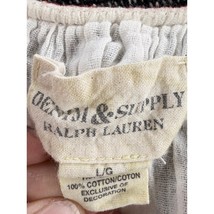 DENIM & SUPPLY
RALPH LAUREN
L/G
100% COTTON/COTON
EXCLUSIVE OF
DECORATION